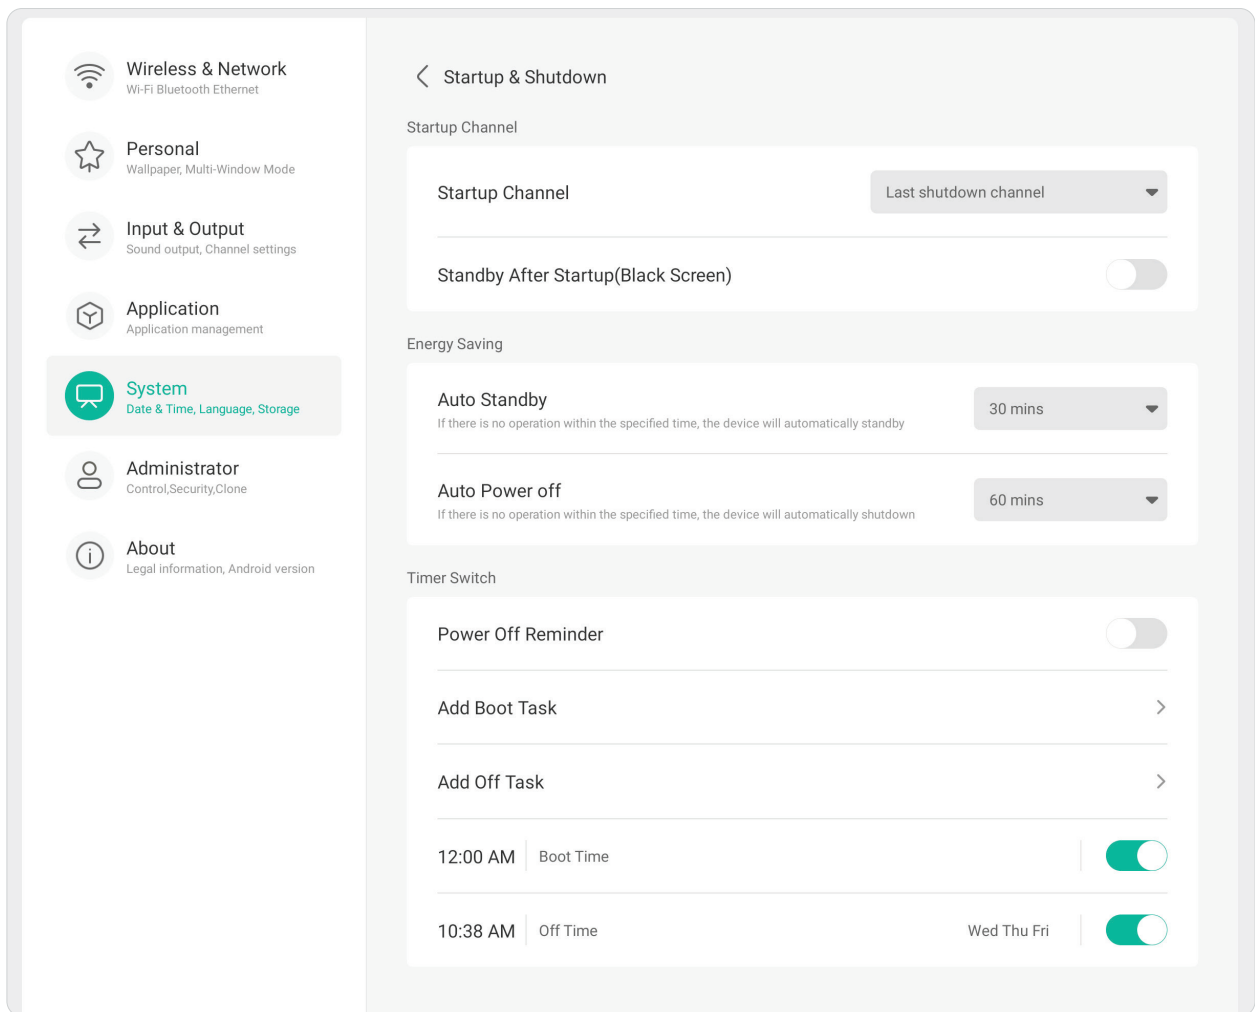 Wireless & Network
Wi-Fi Bluetooth Ethernet
Personal
Wallpaper, Multi-Window Mode
Input & Output
Sound output, Channel settings
Application
Application management
System
Date & Time, Language, Storage
Administrator
Control,Security,Clone
About
Legal information, Android version
Startup & Shutdown
Startup Channel
Startup Channel Last shutdown channel
Standby After Startup(Black Screen)
Energy Saving
Auto Standby 30 mins
If there is no operation within the specified time, the device will automatically standby
Auto Power off 60 mins
If there is no operation within the specified time, the device will automatically shutdown
Timer Switch
Power Off Reminder
Add Boot Task
Add Off Task
12:00 AM Boot Time
10:38 AM Off Time Wed Thu Fri